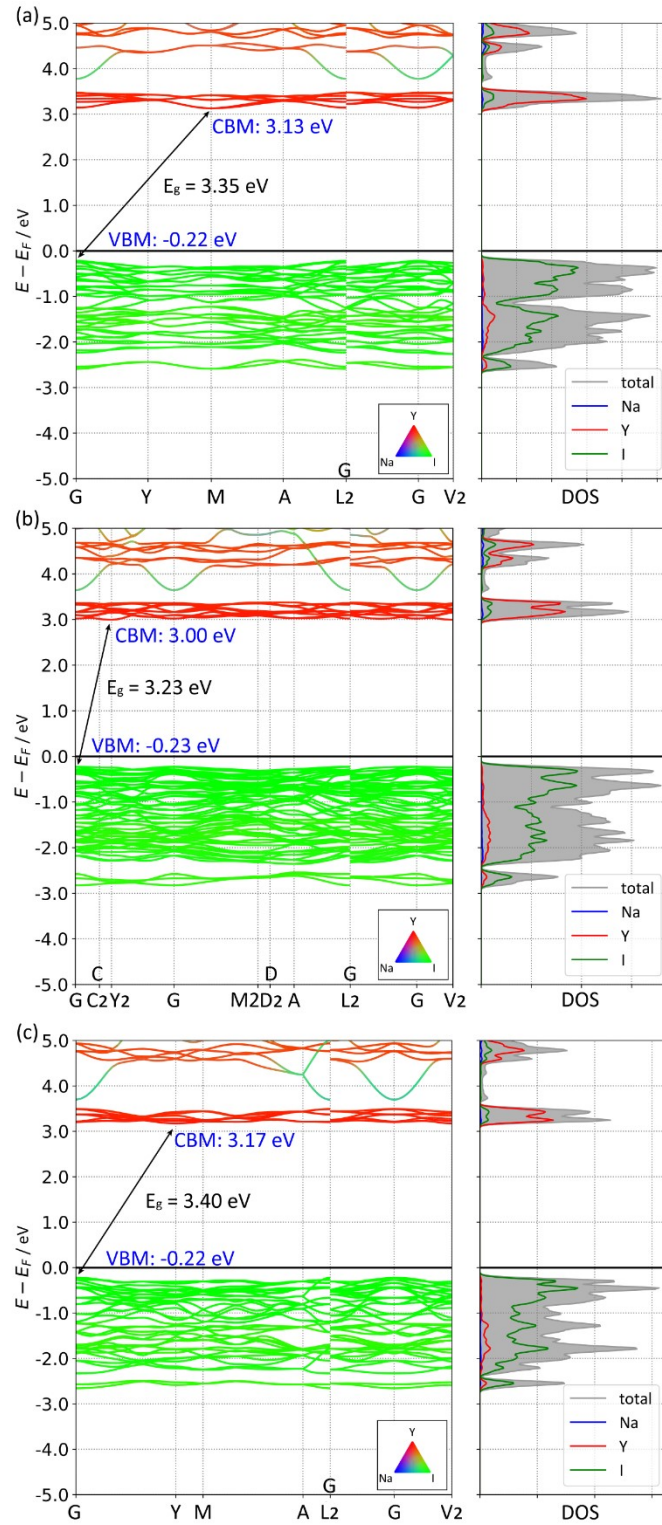 (a)
5.0
4.0
3.0
2.0
1.0
0.0
-1.0
-2.0
-3.0
-4.0
-5.0
E − E_F / eV
CBM: 3.13 eV
E_g = 3.35 eV
VBM: -0.22 eV
Y
Na I
total
Na
Y
I
G
G Y M A L2 G V2
DOS
(b)
5.0
4.0
3.0
2.0
1.0
0.0
-1.0
-2.0
-3.0
-4.0
-5.0
E − E_F / eV
CBM: 3.00 eV
E_g = 3.23 eV
VBM: -0.23 eV
Y
Na I
total
Na
Y
I
C D G
G C2 Y2 G M2 D2 A L2 G V2
DOS
(c)
5.0
4.0
3.0
2.0
1.0
0.0
-1.0
-2.0
-3.0
-4.0
-5.0
E − E_F / eV
CBM: 3.17 eV
E_g = 3.40 eV
VBM: -0.22 eV
Y
Na I
total
Na
Y
I
G
G Y M A L2 G V2
DOS